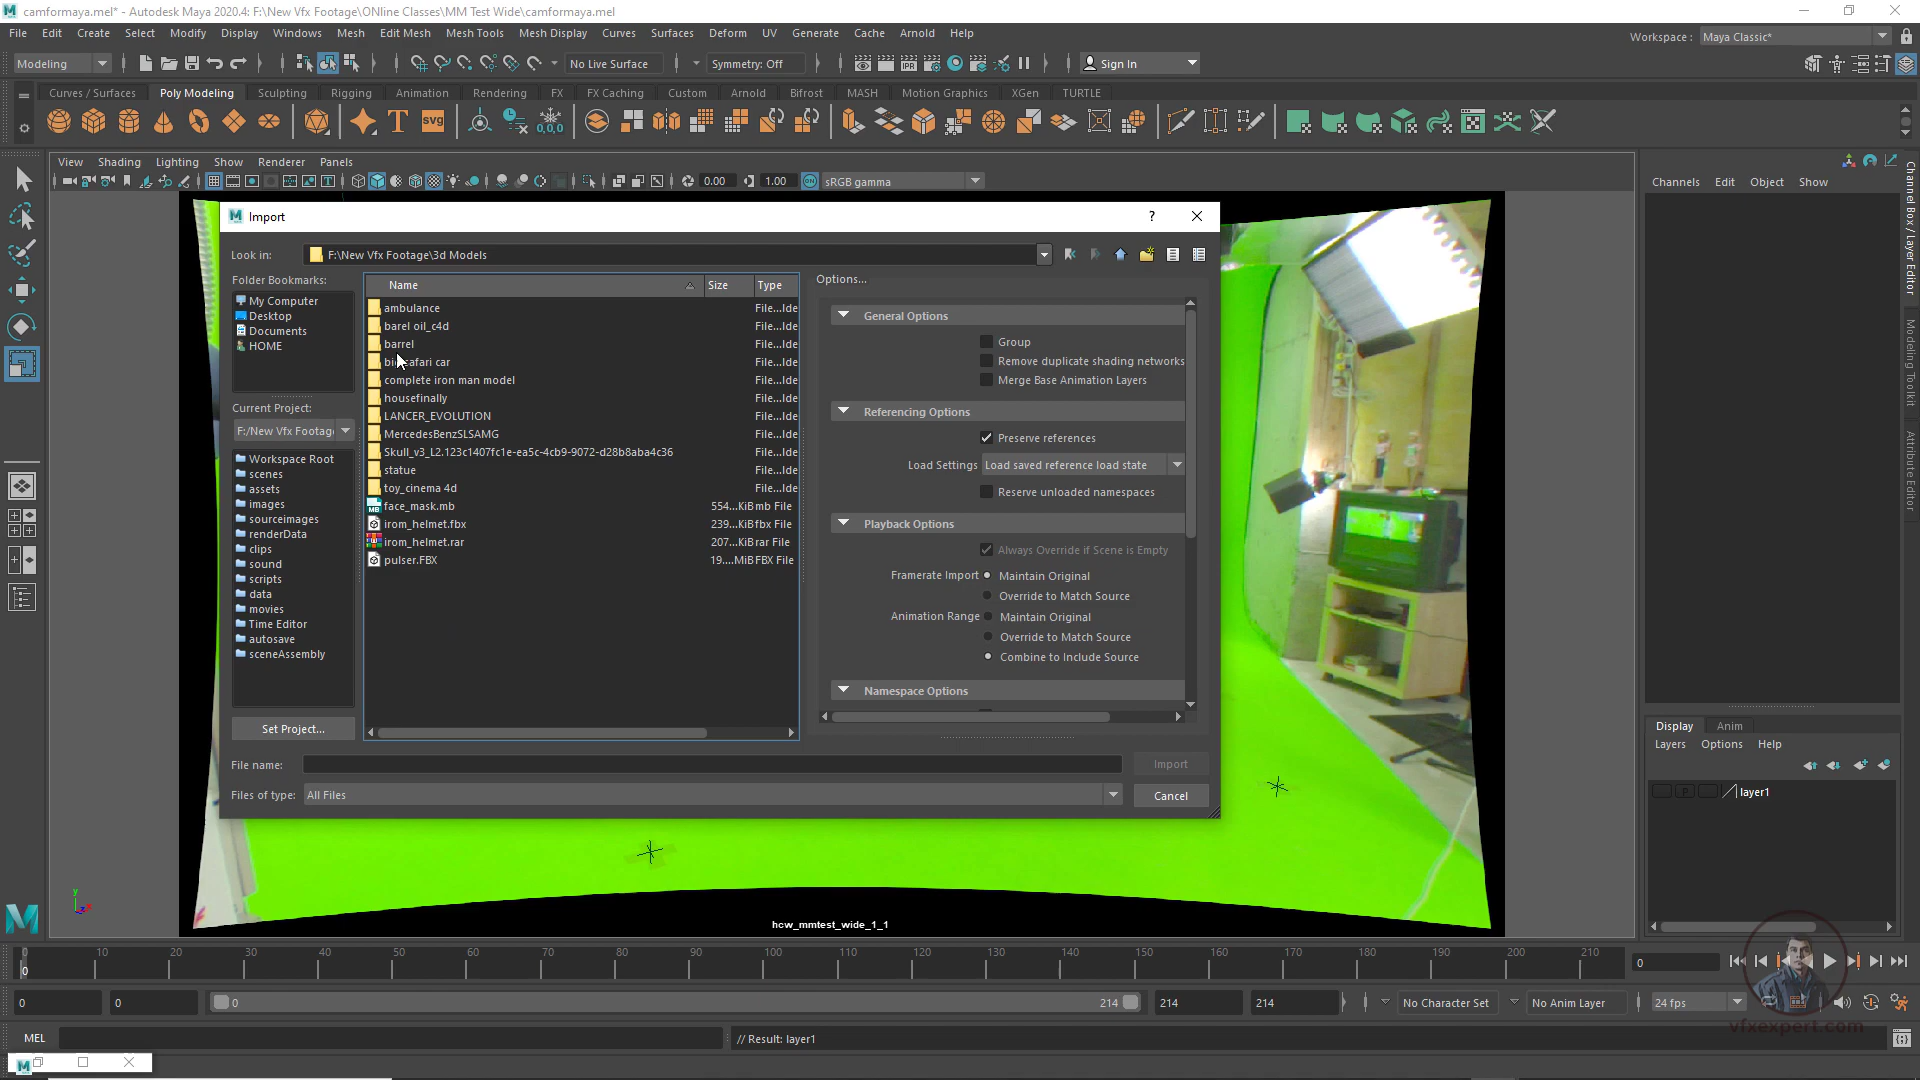 camformaya.mel* - Autodesk Maya 2020.4: F:\New Vfx Footage\ONline Classes\MM Test Wide\camformaya.mel
File Edit Create Select Modify Display Windows Mesh Edit Mesh Mesh Tools Mesh Display Curves Surfaces Deform UV Generate Cache Arnold Help
Workspace : Maya Classic*
Modeling No Live Surface Symmetry: Off Sign In
Curves / Surfaces Poly Modeling Sculpting Rigging Animation Rendering FX FX Caching Custom Arnold Bifrost MASH Motion Graphics XGen TURTLE
View Shading Lighting Show Renderer Panels
0.00 1.00 sRGB gamma
Channels Edit Object Show
Channel Box / Layer Editor
Modeling Toolkit
Attribute Editor
Import
Look in: F:\New Vfx Footage\3d Models
Folder Bookmarks:
My Computer
Desktop
Documents
HOME
Current Project:
F:/New Vfx Footag
Workspace Root
scenes
assets
images
sourceimages
renderData
clips
sound
scripts
data
movies
Time Editor
autosave
sceneAssembly
Set Project...
Name Size Type
ambulance File...lde
barel oil_c4d File...lde
barrel File...lde
safari car File...lde
complete iron man model File...lde
housefinally File...lde
LANCER_EVOLUTION File...lde
MercedesBenzSLSAMG File...lde
Skull_v3_L2.123c1407fc1e-ea5c-4cb9-9072-d28b8aba4c36 File...lde
statue File...lde
toy_cinema 4d File...lde
face_mask.mb 554...KiB mb File
irom_helmet.fbx 239...KiB fbx File
irom_helmet.rar 207...KiB rar File
pulser.FBX 19....MiB FBX File
Options...
General Options
Group
Remove duplicate shading networks
Merge Base Animation Layers
Referencing Options
Preserve references
Load Settings Load saved reference load state
Reserve unloaded namespaces
Playback Options
Always Override if Scene is Empty
Framerate Import Maintain Original
Override to Match Source
Animation Range Maintain Original
Override to Match Source
Combine to Include Source
Namespace Options
File name: Import
Files of type: All Files Cancel
Display Anim
Layers Options Help
P layer1
hcw_mmtest_wide_1_1
0 10 20 30 40 50 60 70 80 90 100 110 120 130 140 150 160 170 180 190 200 210
0 0
0 0 0 214 214 214 No Character Set No Anim Layer 24 fps
vfxexpert.com
MEL // Result: layer1